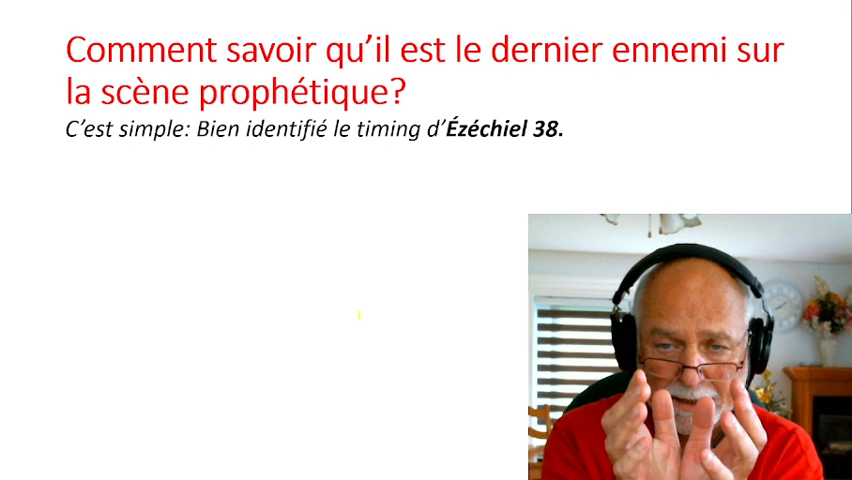 Comment savoir qu’il est le dernier ennemi sur
la scène prophétique?
C’est simple: Bien identifié le timing d’Ézéchiel 38.